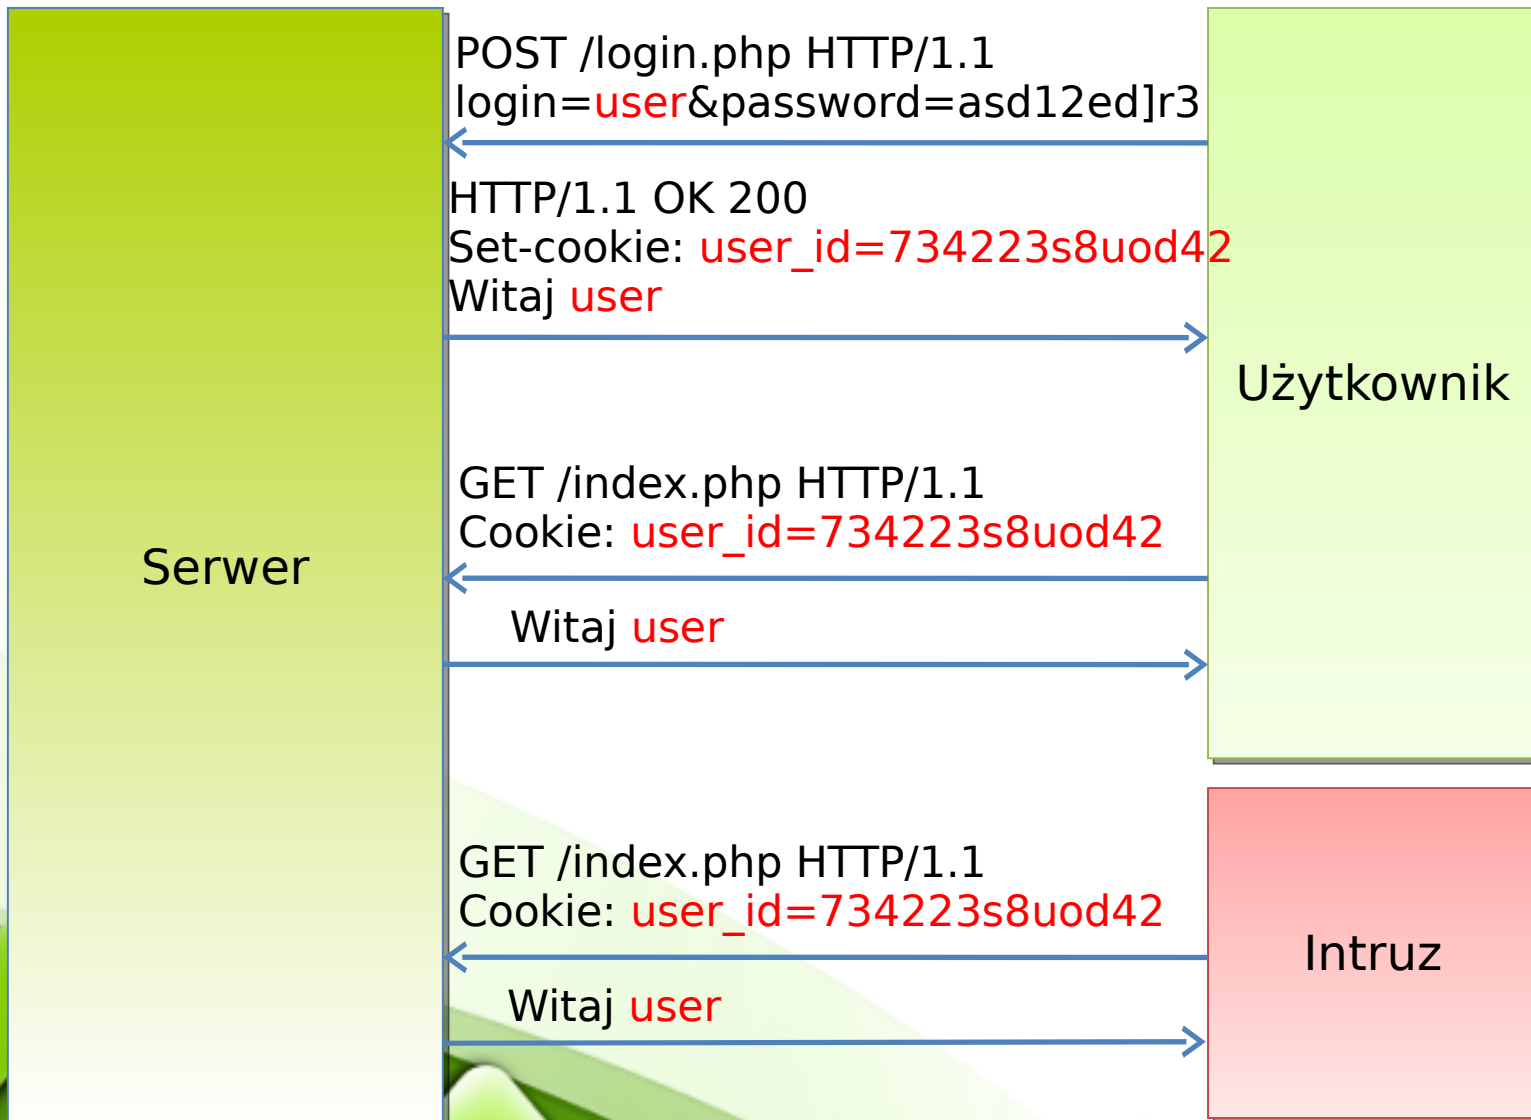 POST /login.php HTTP/1.1
login=user&password=asd12ed]r3
HTTP/1.1 OK 200
Set-cookie: user_id=734223s8uod42
Witaj user
Użytkownik
GET /index.php HTTP/1.1
Cookie: user_id=734223s8uod42
Serwer
Witaj user
GET /index.php HTTP/1.1
Cookie: user_id=734223s8uod42
Intruz
Witaj user